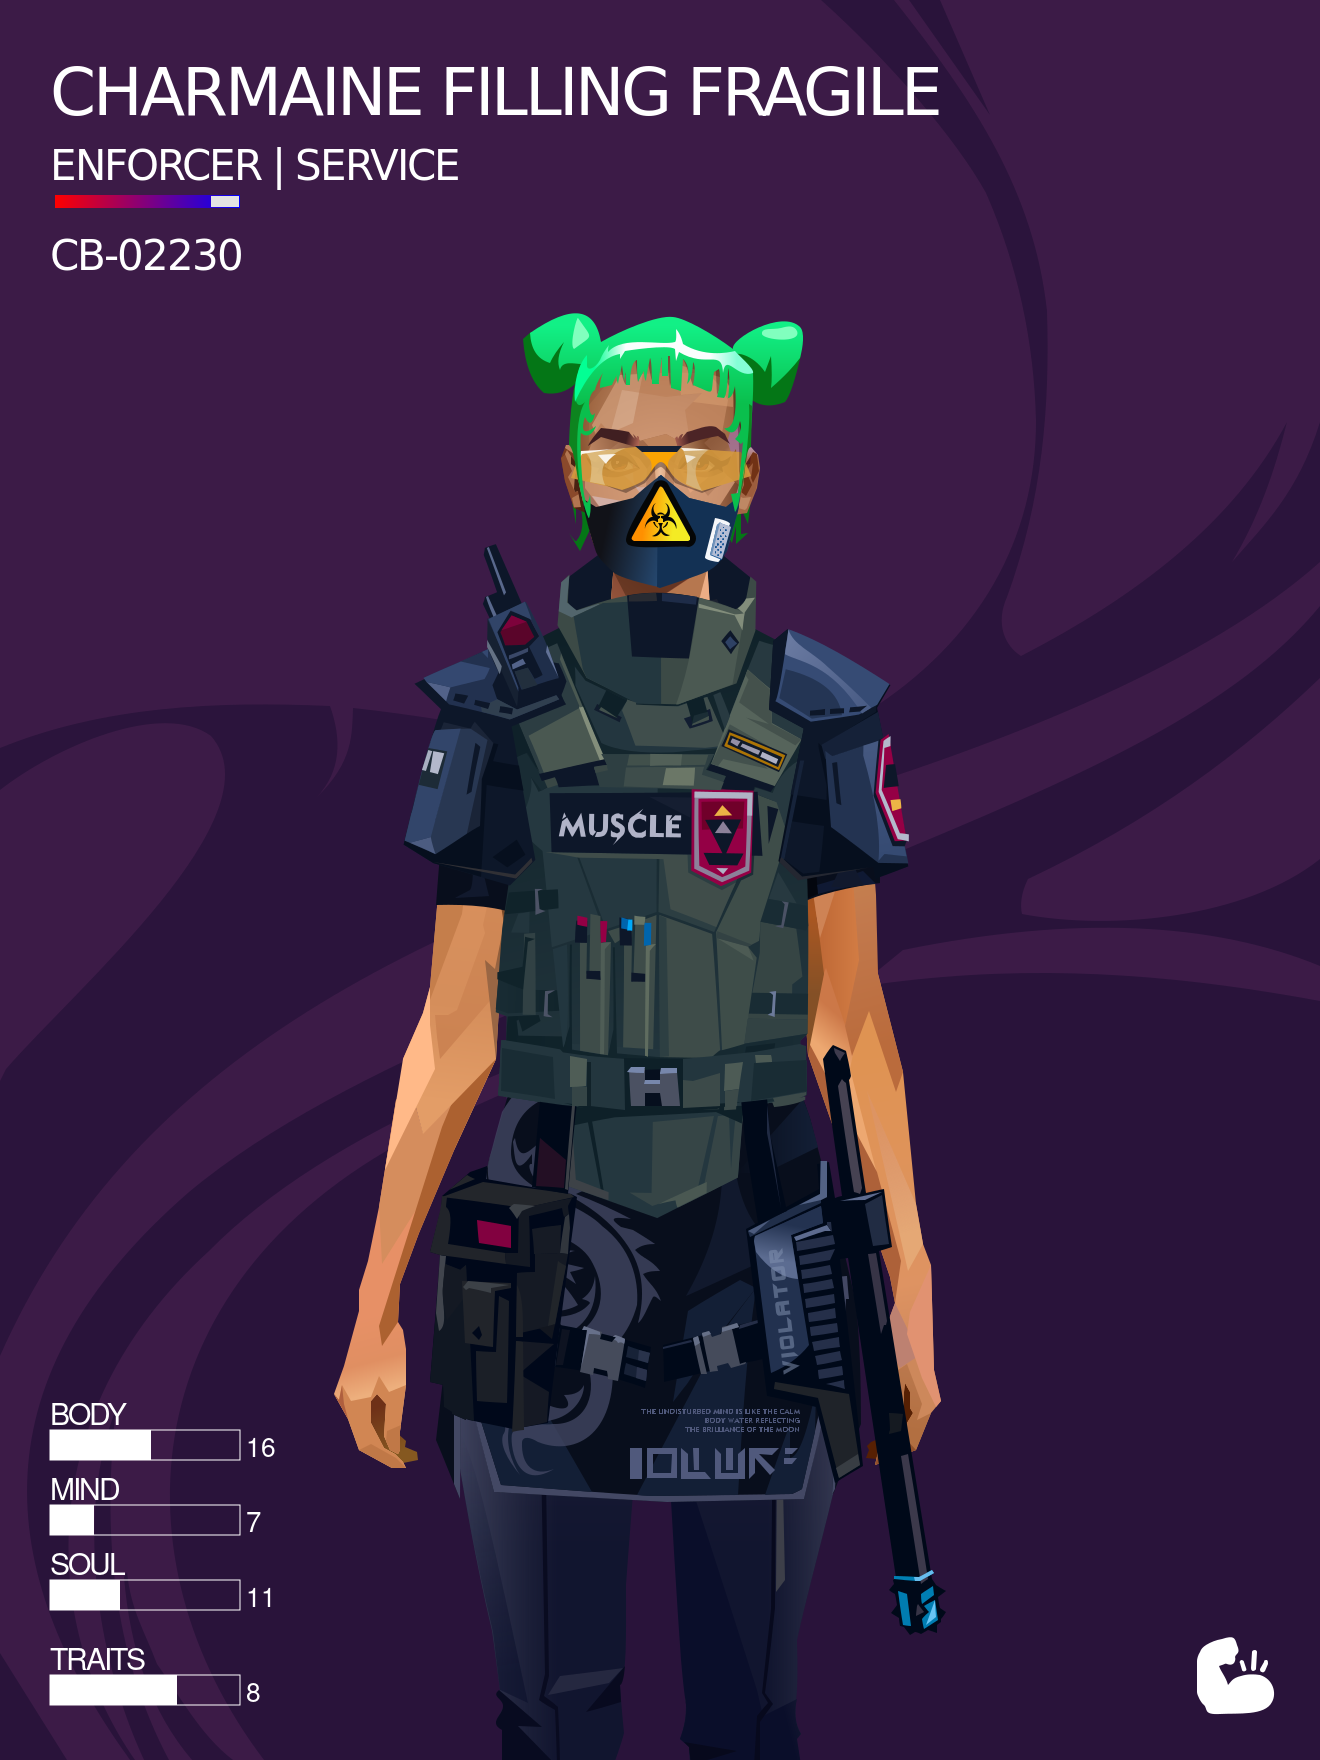 CHARMAINE FILLING FRAGILE
ENFORCER | SERVICE
CB-02230
MUSCLE
VIOLATOR
THE UNDISTURBED MIND IS LIKE THE CALM
BODY WATER REFLECTING
THE BRILLIANCE OF THE MOON
BODY
16
MIND
7
SOUL
11
TRAITS
8